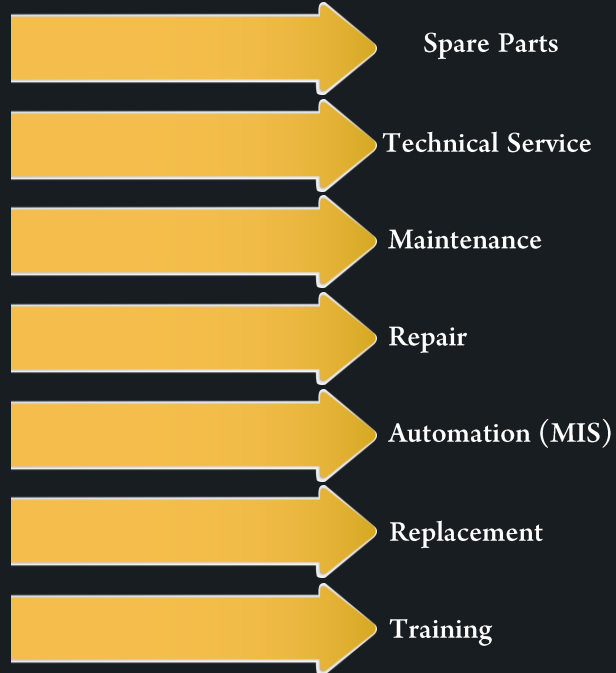 Spare Parts
Technical Service
Maintenance
Repair
Automation (MIS)
Replacement
Training